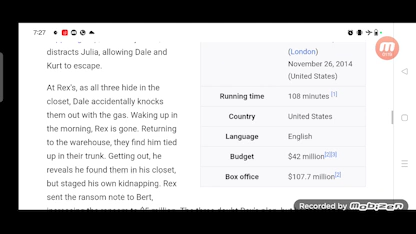 7:27
distracts Julia, allowing Dale and
Kurt to escape.
At Rex's, as all three hide in the
closet, Dale accidentally knocks
them out with the gas. Waking up in
the morning, Rex is gone. Returning
to the warehouse, they find him tied
up in their trunk. Getting out, he
reveals he found them in his closet,
but staged his own kidnapping. Rex
sent the ransom note to Bert,
(London)
November 26, 2014
(United States)
Running time 108 minutes [1]
Country United States
Language English
Budget $42 million[2][3]
Box office $107.7 million[2]
Recorded by
Mobizen